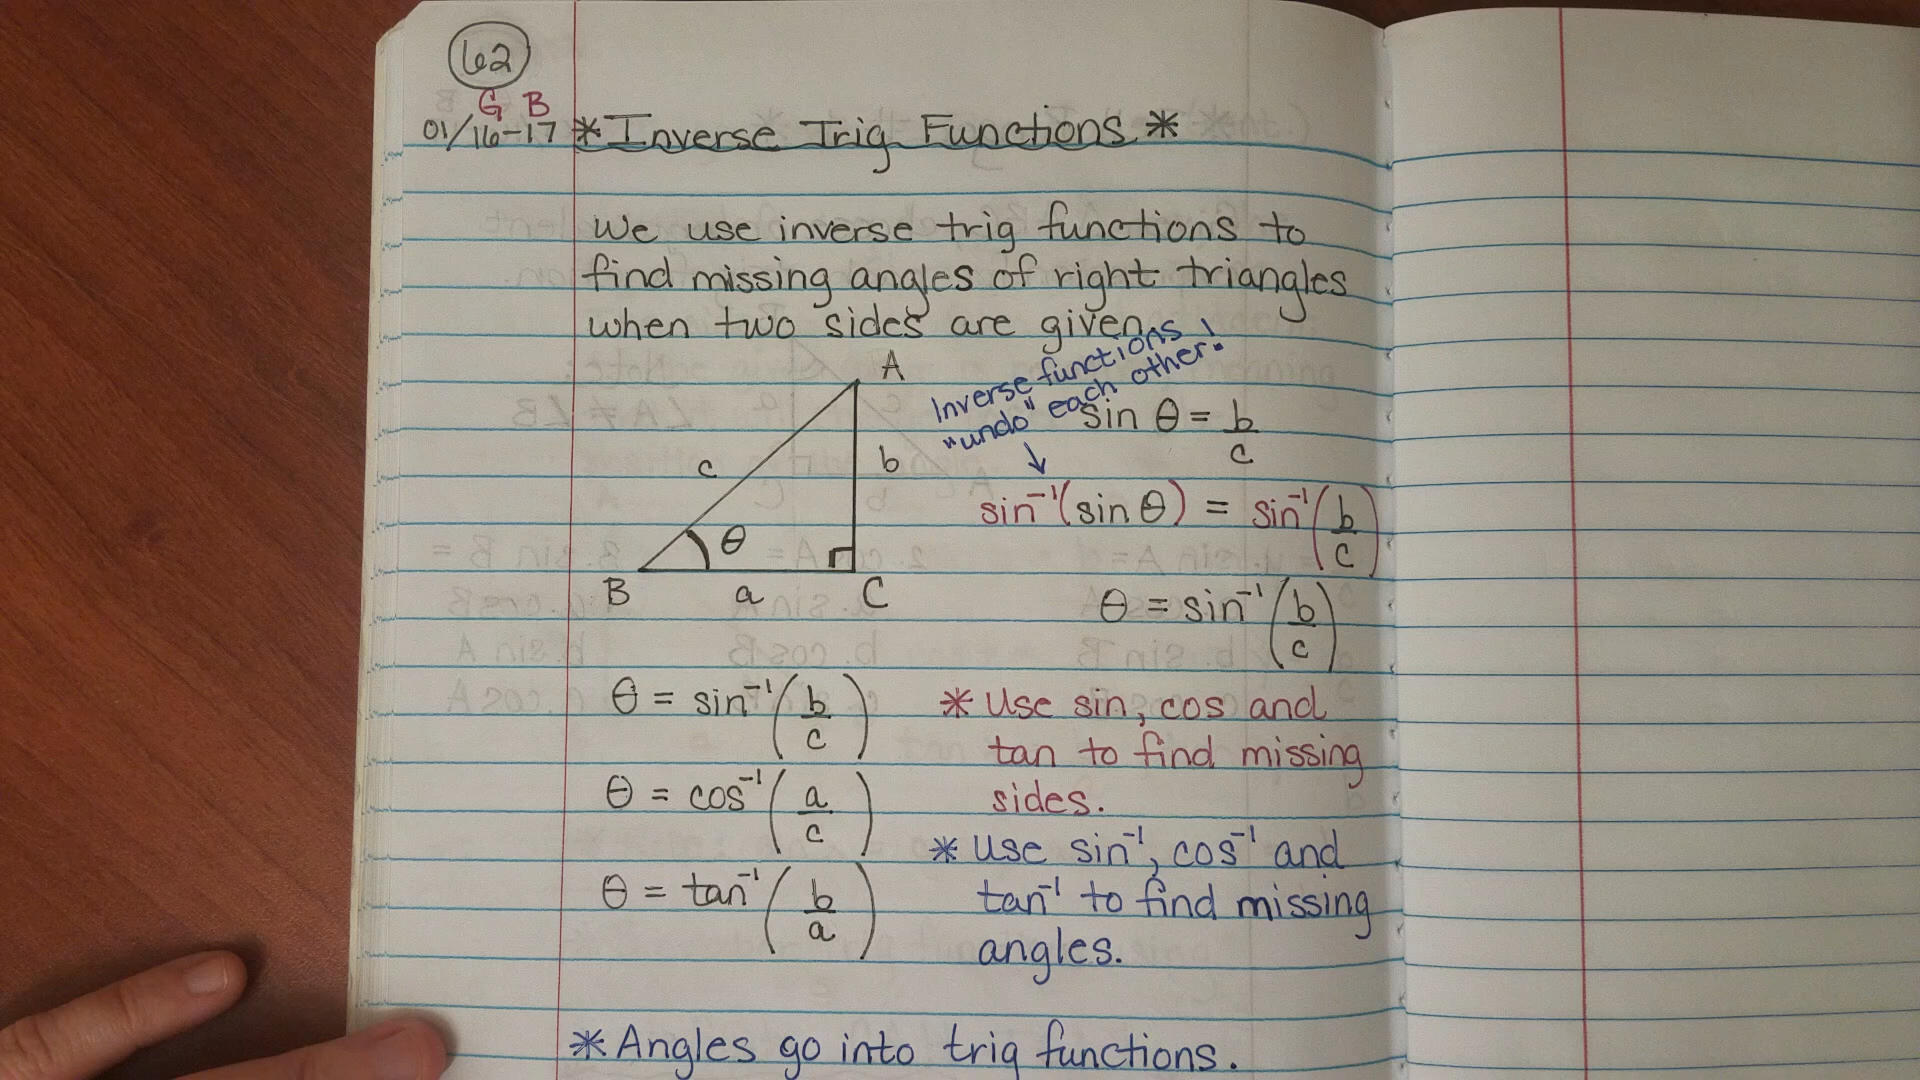 62
G B
01/16-17 *Inverse Trig Functions*
We use inverse trig functions to
find missing angles of right triangles
when two sides are given.
Inverse functions
"undo" each other!
↓
A
c
b
θ
B
a
C
sin θ = b/c
sin⁻¹(sin θ) = sin⁻¹(b/c)
θ = sin⁻¹(b/c)
θ = sin⁻¹(b/c)
θ = cos⁻¹(a/c)
θ = tan⁻¹(b/a)
* Use sin, cos and
tan to find missing
sides.
* Use sin⁻¹, cos⁻¹ and
tan⁻¹ to find missing
angles.
*Angles go into trig functions.